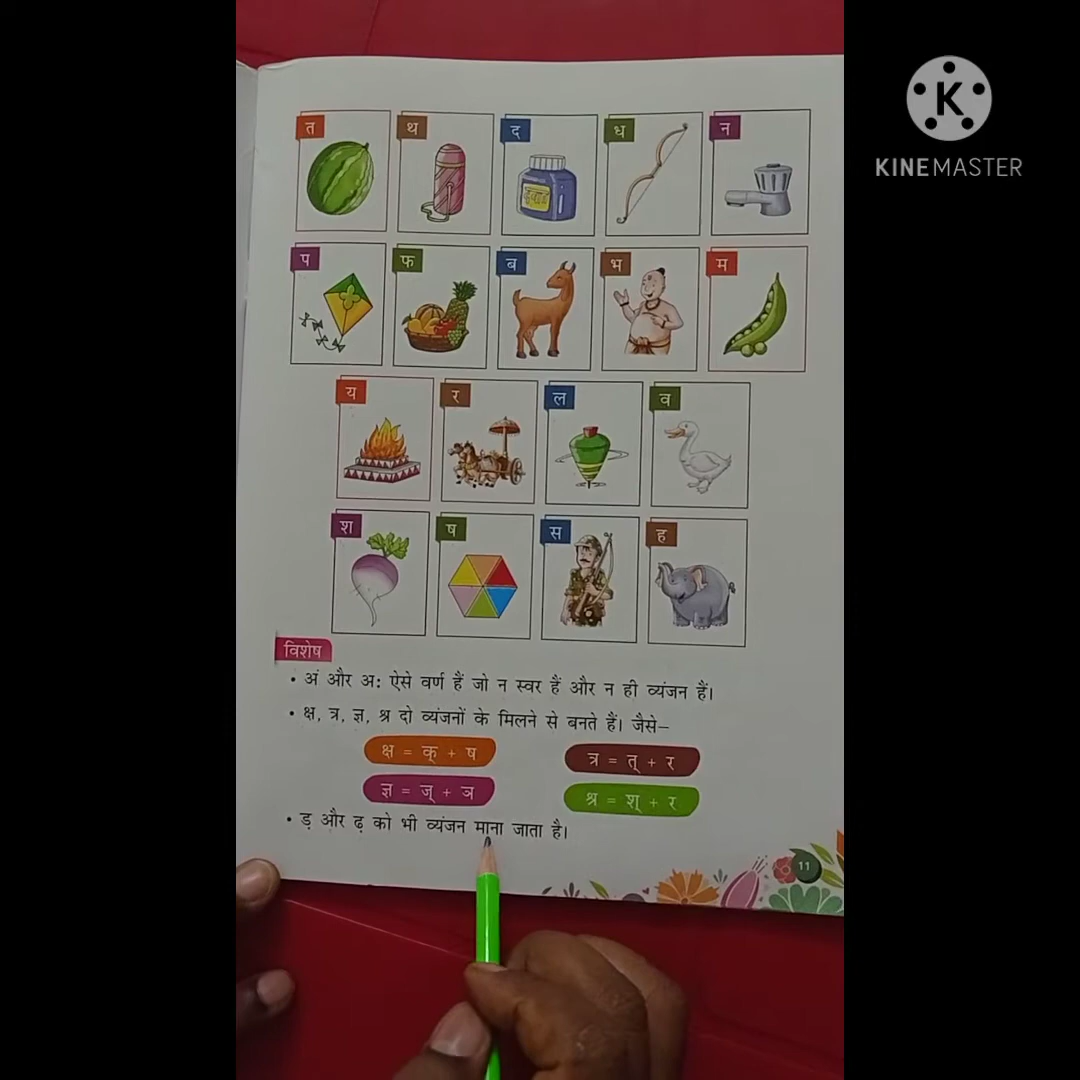 त थ द ध न
प फ ब भ म
य र ल व
श ष स ह
विशेष
• अं और अः ऐसे वर्ण हैं जो न स्वर हैं और न ही व्यंजन हैं।
• क्ष, त्र, ज्ञ, श्र दो व्यंजनों के मिलने से बनते हैं। जैसे–
क्ष = क् + ष त्र = त् + र
ज्ञ = ज् + ञ श्र = श् + र
• ड़ और ढ़ को भी व्यंजन माना जाता है।
11
K
KINEMASTER